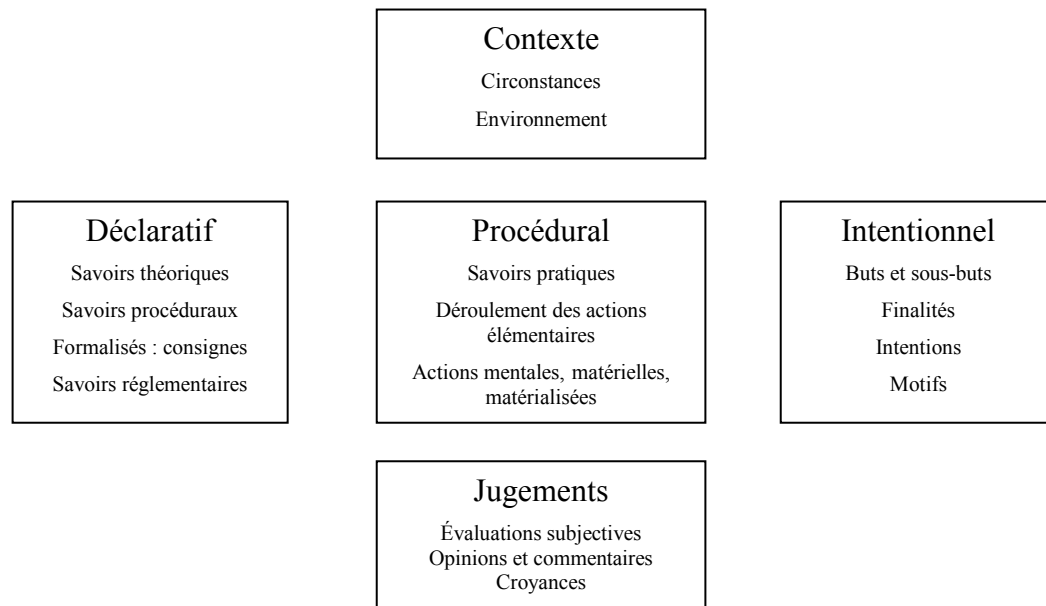 Contexte
Circonstances
Environnement
Déclaratif
Savoirs théoriques
Savoirs procéduraux
Formalisés : consignes
Savoirs réglementaires
Procédural
Savoirs pratiques
Déroulement des actions
élémentaires
Actions mentales, matérielles,
matérialisées
Intentionnel
Buts et sous-buts
Finalités
Intentions
Motifs
Jugements
Évaluations subjectives
Opinions et commentaires
Croyances